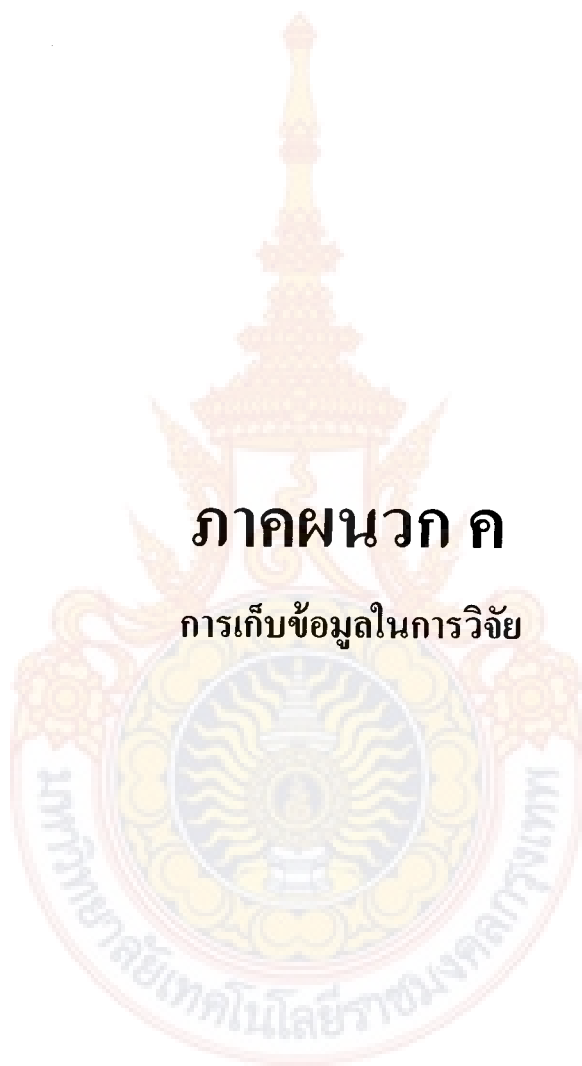 ภาคผนวก ค
การเก็บข้อมูลในการวิจัย
มหาวิทยาลัยเทคโนโลยีราชมงคลกรุงเทพ